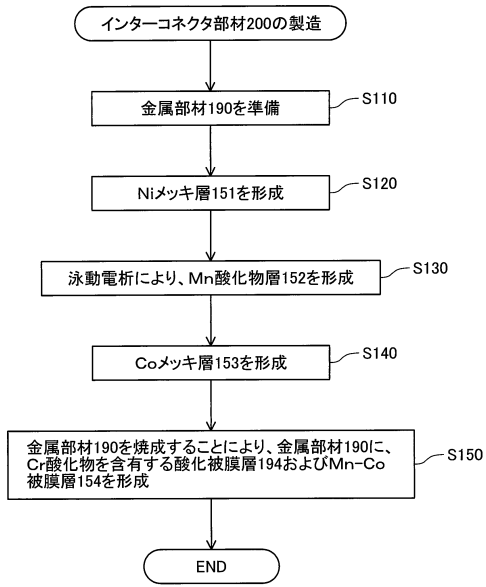 インターコネクタ部材200の製造
金属部材190を準備
S110
Niメッキ層151を形成
S120
泳動電析により、Mn酸化物層152を形成
S130
Coメッキ層153を形成
S140
金属部材190を焼成することにより、金属部材190に、
Cr酸化物を含有する酸化被膜層194およびMn-Co
被膜層154を形成
S150
END